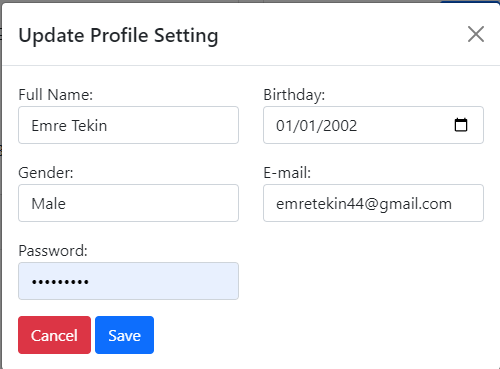 Update Profile Setting
Full Name:
Birthday:
Emre Tekin
01/01/2002
Gender:
E-mail:
Male
emretekin44@gmail.com
Password:
•••••••••
Cancel
Save